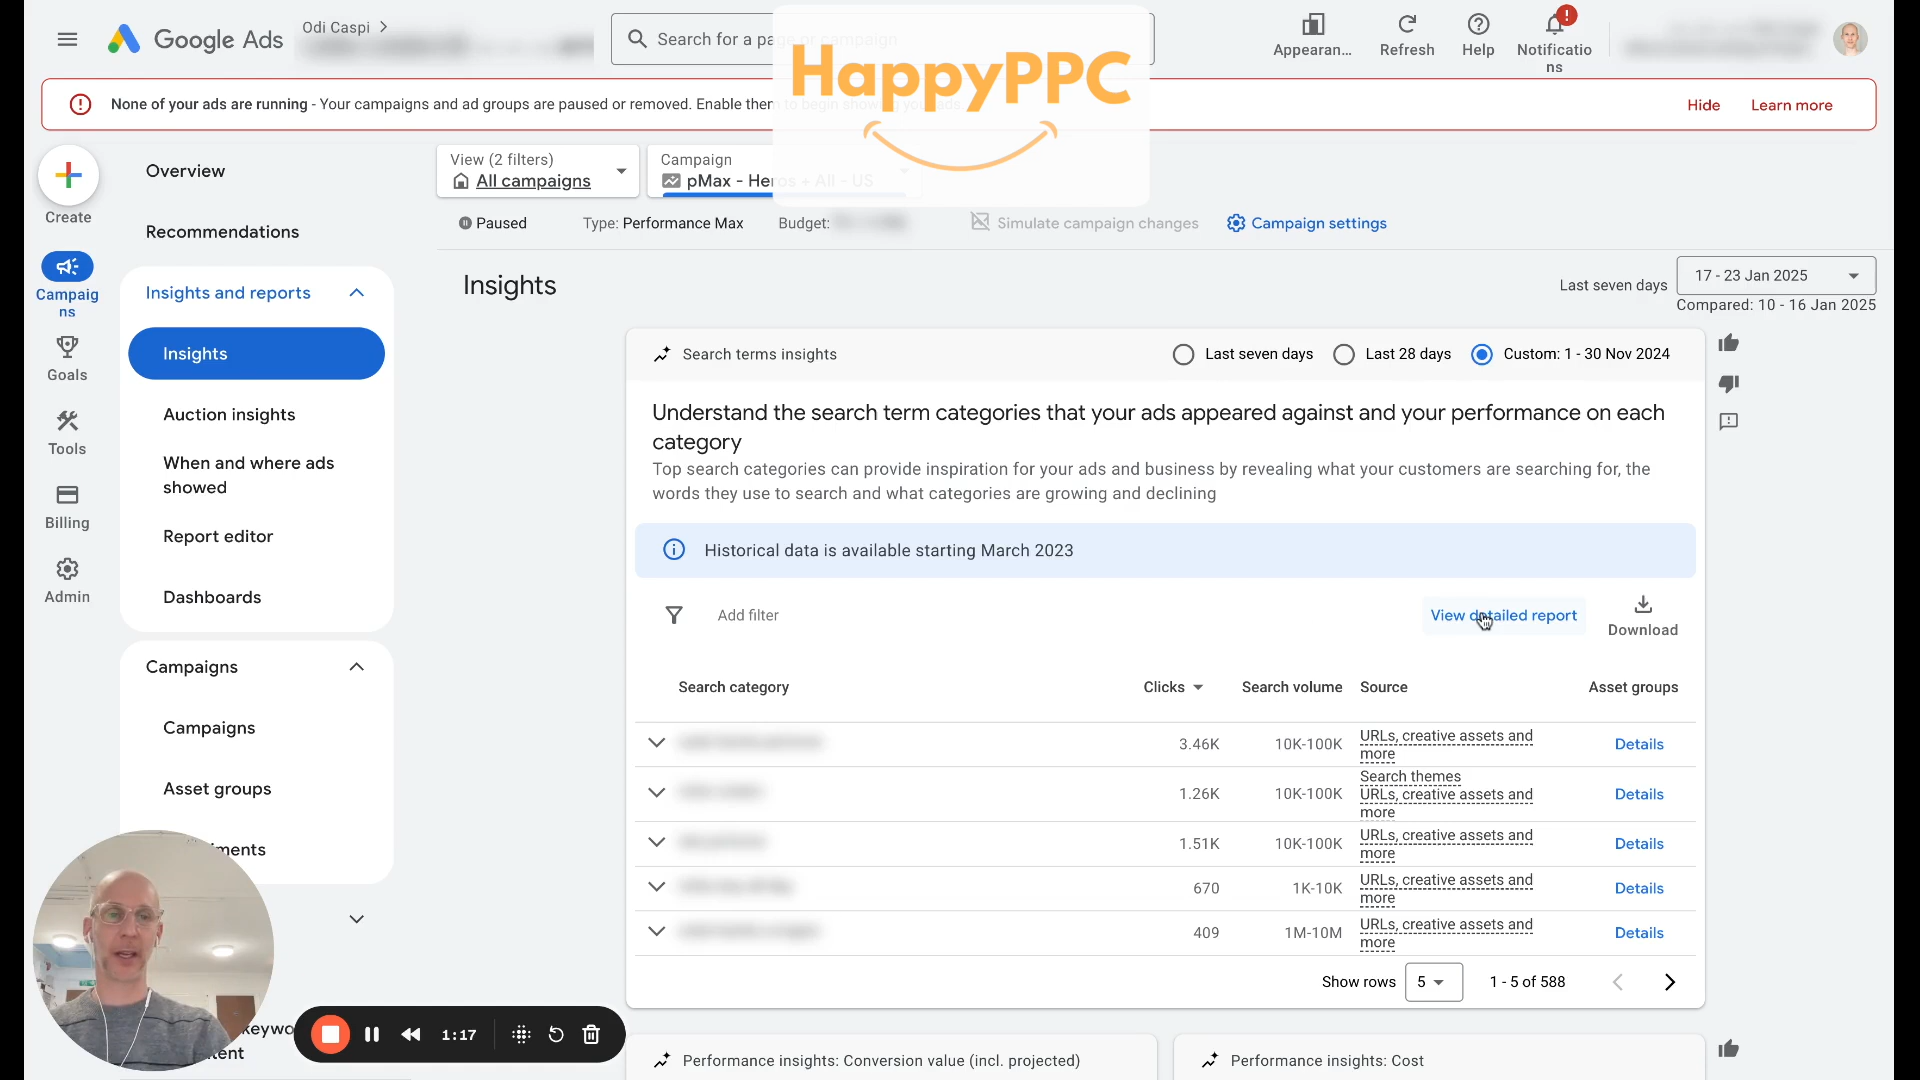 Google Ads
Odi Caspi
Search for a page or campaign
HappyPPC
Appearan...
Refresh
Help
Notificatio
ns
None of your ads are running - Your campaigns and ad groups are paused or removed. Enable them to begin showing your ads.
Hide
Learn more
Create
Campaig
ns
Goals
Tools
Billing
Admin
Overview
Recommendations
Insights and reports
Insights
Auction insights
When and where ads
showed
Report editor
Dashboards
Campaigns
Campaigns
Asset groups
View (2 filters)
All campaigns
Campaign
pMax - Heros + All - US
Paused
Type: Performance Max
Budget:
Simulate campaign changes
Campaign settings
Insights
Last seven days
17 - 23 Jan 2025
Compared: 10 - 16 Jan 2025
Search terms insights
Last seven days
Last 28 days
Custom: 1 - 30 Nov 2024
Understand the search term categories that your ads appeared against and your performance on each
category
Top search categories can provide inspiration for your ads and business by revealing what your customers are searching for, the
words they use to search and what categories are growing and declining
Historical data is available starting March 2023
Add filter
View detailed report
Download
Search category
Clicks
Search volume
Source
Asset groups
3.46K
10K-100K
URLs, creative assets and
more
Details
1.26K
10K-100K
Search themes
URLs, creative assets and
more
Details
1.51K
10K-100K
URLs, creative assets and
more
Details
670
1K-10K
URLs, creative assets and
more
Details
409
1M-10M
URLs, creative assets and
more
Details
Show rows
5
1 - 5 of 588
1:17
Performance insights: Conversion value (incl. projected)
Performance insights: Cost